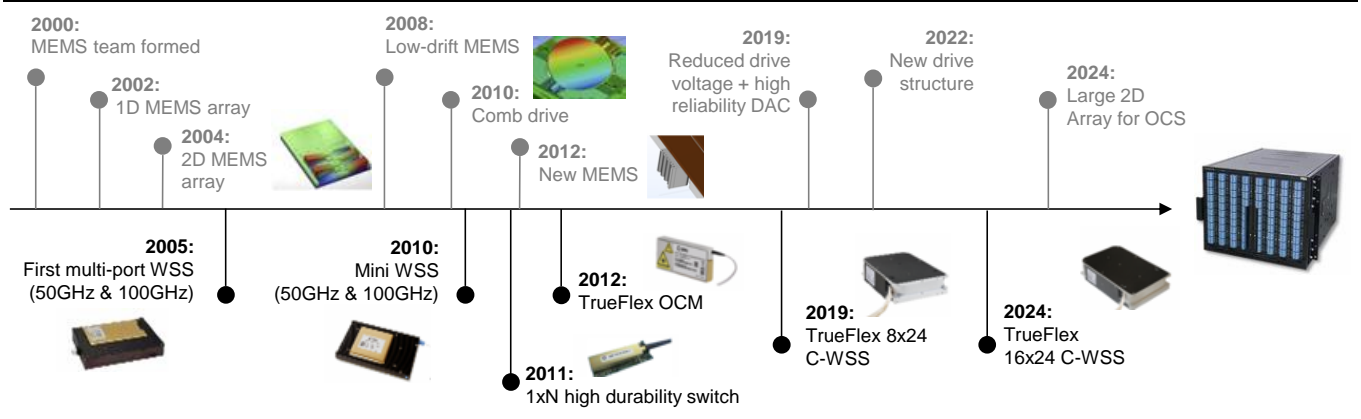 2000:
MEMS team formed
2002:
1D MEMS array
2004:
2D MEMS
array
2008:
Low-drift MEMS
2010:
Comb drive
2012:
New MEMS
2019:
Reduced drive
voltage + high
reliability DAC
2022:
New drive
structure
2024:
Large 2D
Array for OCS
2005:
First multi-port WSS
(50GHz & 100GHz)
2010:
Mini WSS
(50GHz & 100GHz)
2011:
1xN high durability switch
2012:
TrueFlex OCM
2019:
TrueFlex 8x24
C-WSS
2024:
TrueFlex
16x24 C-WSS